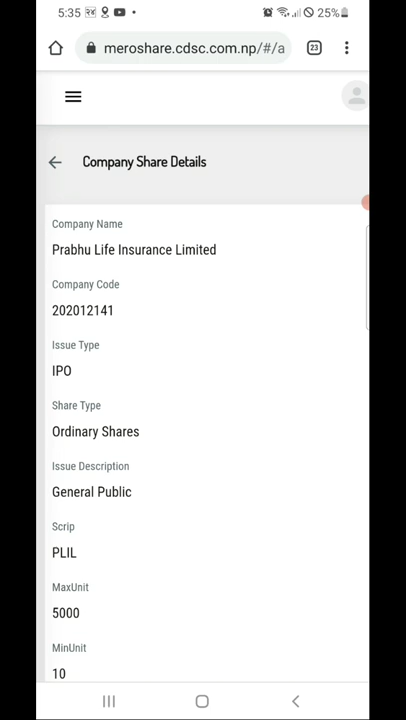 5:35 25%
meroshare.cdsc.com.np/#/a 23
Company Share Details
Company Name
Prabhu Life Insurance Limited
Company Code
202012141
Issue Type
IPO
Share Type
Ordinary Shares
Issue Description
General Public
Scrip
PLIL
MaxUnit
5000
MinUnit
10